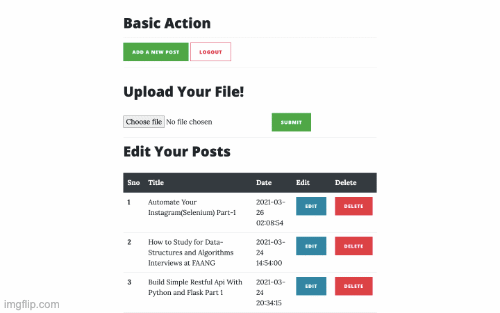 Basic Action
ADD A NEW POST LOGOUT
Upload Your File!
Choose file No file chosen SUBMIT
Edit Your Posts
Sno Title Date Edit Delete
1 Automate Your 2021-03- EDIT DELETE
Instagram(Selenium) Part-1 26
02:08:54
2 How to Study for Data- 2021-03- EDIT DELETE
Structures and Algorithms 24
Interviews at FAANG 14:54:00
3 Build Simple Restful Api With 2021-03- EDIT DELETE
Python and Flask Part 1 24
20:34:15
imgflip.com